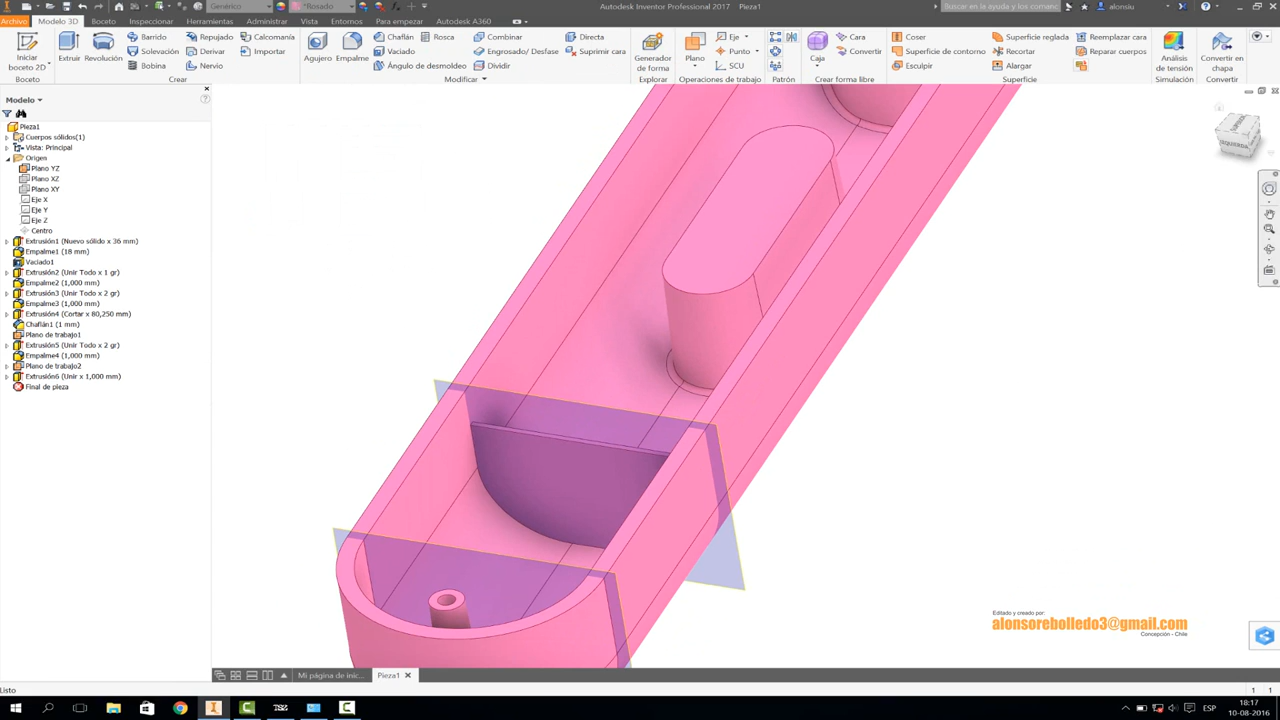 Genérico
*Rosado
Autodesk Inventor Professional 2017 Pieza1
Buscar en la ayuda y los comanc
alonsiu
Archivo Modelo 3D Boceto Inspeccionar Herramientas Administrar Vista Entornos Para empezar Autodesk A360
Iniciar boceto 2D
Boceto
Extruir
Revolución
Barrido
Solevación
Bobina
Repujado
Derivar
Nervio
Calcomanía
Importar
Crear
Agujero
Empalme
Chaflán
Vaciado
Ángulo de desmoldeo
Rosca
Combinar
Engrosado/ Desfase
Dividir
Directa
Suprimir cara
Modificar
Generador de forma
Explorar
Plano
Eje
Punto
SCU
Operaciones de trabajo
Patrón
Caja
Cara
Convertir
Crear forma libre
Coser
Superficie de contorno
Esculpir
Superficie reglada
Recortar
Alargar
Reemplazar cara
Reparar cuerpos
Superficie
Análisis de tensión
Simulación
Convertir en chapa
Convertir
Modelo
Pieza1
Cuerpos sólidos(1)
Vista: Principal
Origen
Plano YZ
Plano XZ
Plano XY
Eje X
Eje Y
Eje Z
Centro
Extrusión1 (Nuevo sólido x 36 mm)
Empalme1 (18 mm)
Vaciado1
Extrusión2 (Unir Todo x 1 gr)
Empalme2 (1,000 mm)
Extrusión3 (Unir Todo x 2 gr)
Empalme3 (1,000 mm)
Extrusión4 (Cortar x 80,250 mm)
Chaflán1 (1 mm)
Plano de trabajo1
Extrusión5 (Unir Todo x 2 gr)
Empalme4 (1,000 mm)
Plano de trabajo2
Extrusión6 (Unir x 1,000 mm)
Final de pieza
IZQUIERDA
Editado y creado por:
alonsorebolledo3@gmail.com
Concepción - Chile
Mi página de inic...
Pieza1
Listo
1 1
ESP
18:17
10-08-2016